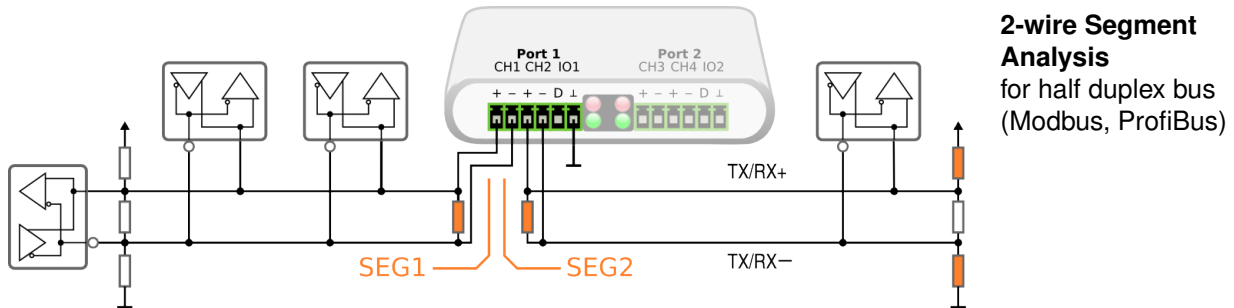 2-wire Segment
Analysis
for half duplex bus
(Modbus, ProfiBus)
Port 1
CH1 CH2 IO1
+ − + − D ⊥
Port 2
CH3 CH4 IO2
+ − + − D ⊥
TX/RX+
SEG1
SEG2
TX/RX−